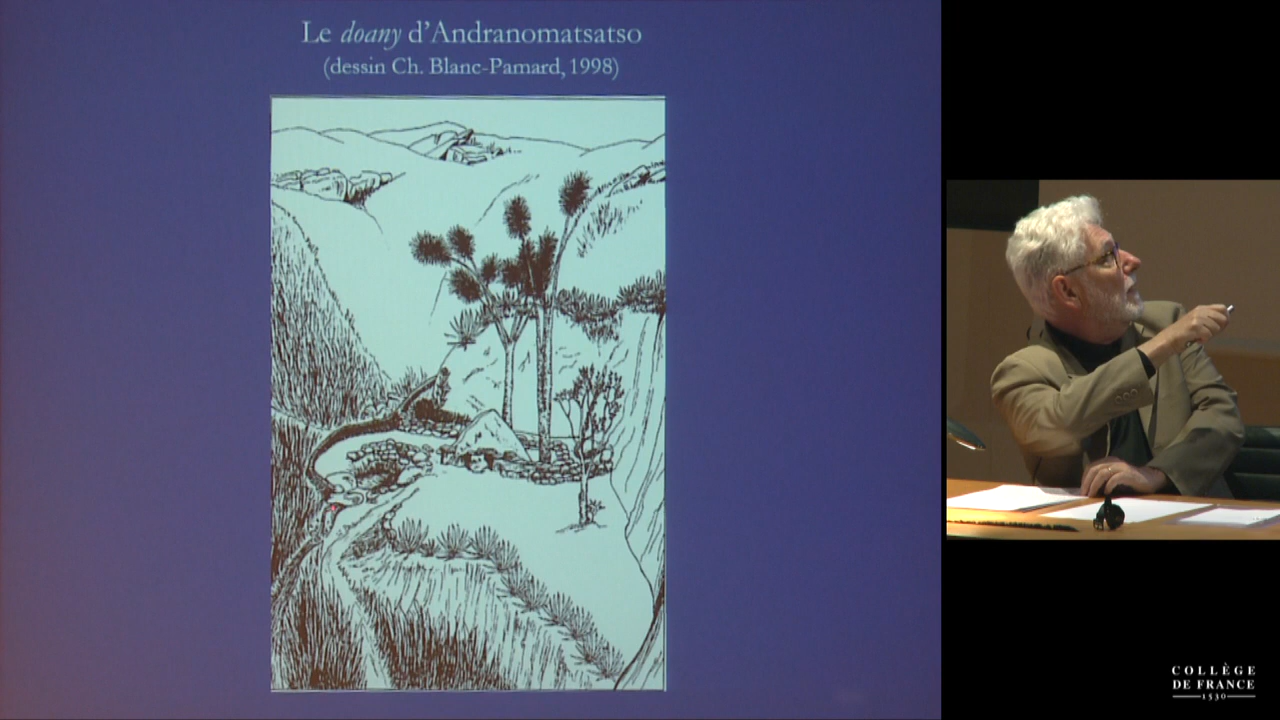 Le doany d'Andranomatsatso
(dessin Ch. Blanc-Pamard, 1998)
COLLÈGE
DE FRANCE
1530